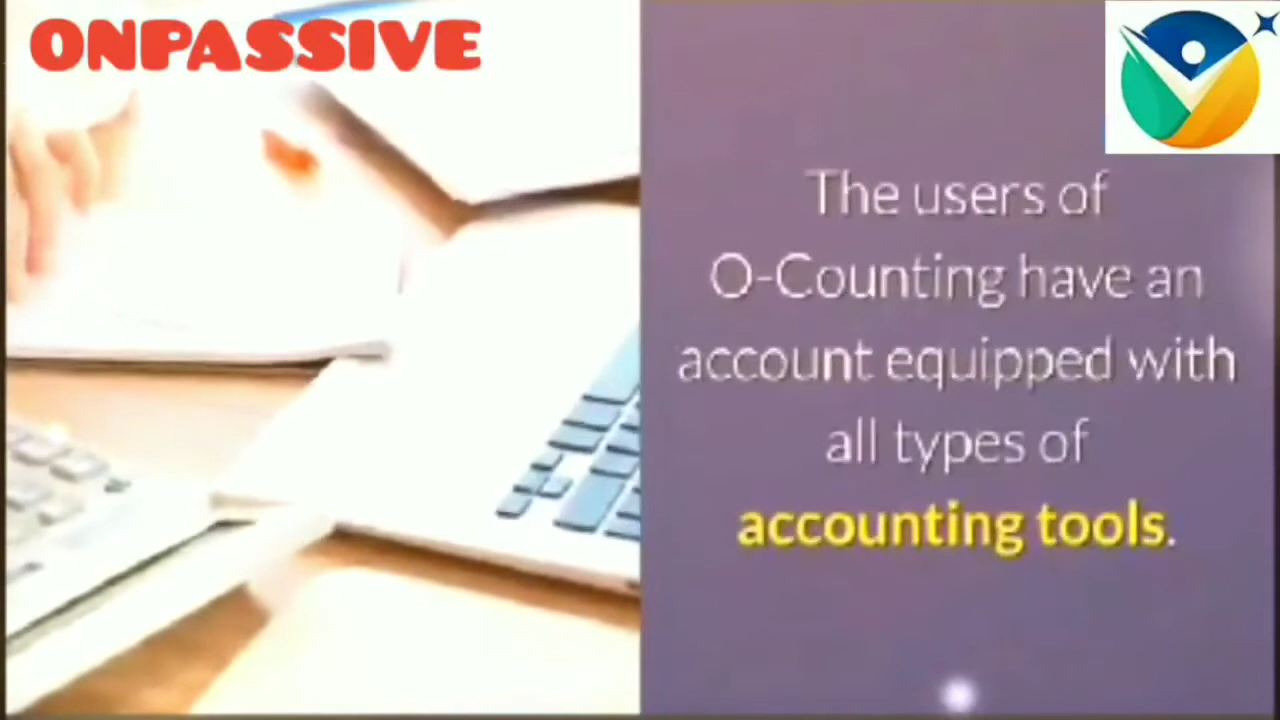 ONPASSIVE
The users of
O-Counting have an
account equipped with
all types of
accounting tools.